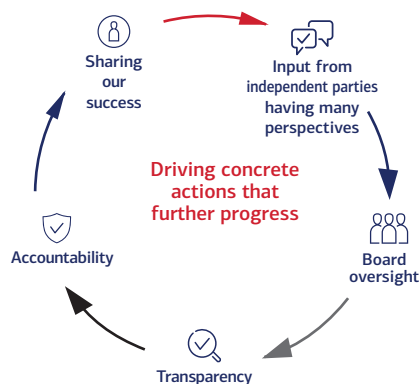 Sharing
our
success
Input from
independent parties
having many
perspectives
Driving concrete
actions that
further progress
Accountability
Board
oversight
Transparency